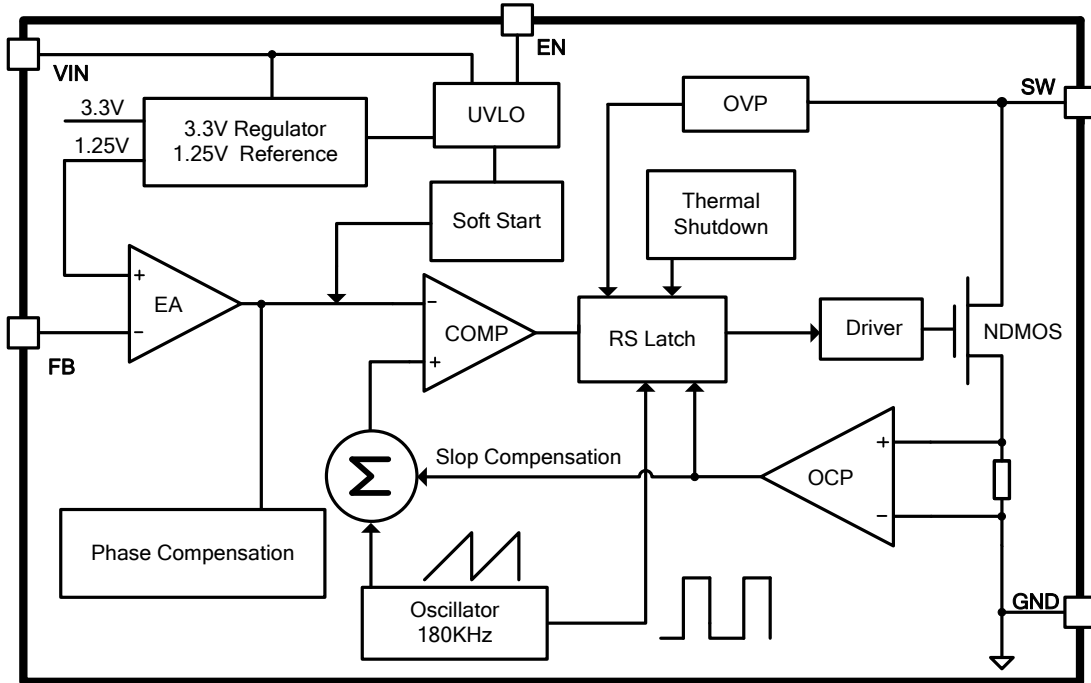 EN
VIN
SW
3.3V
1.25V
3.3V Regulator
1.25V Reference
UVLO
OVP
Soft Start
Thermal
Shutdown
+
EA
−
FB
−
COMP
+
RS Latch
Driver
NDMOS
Σ
Slop Compensation
+
OCP
−
Phase Compensation
Oscillator
180KHz
GND